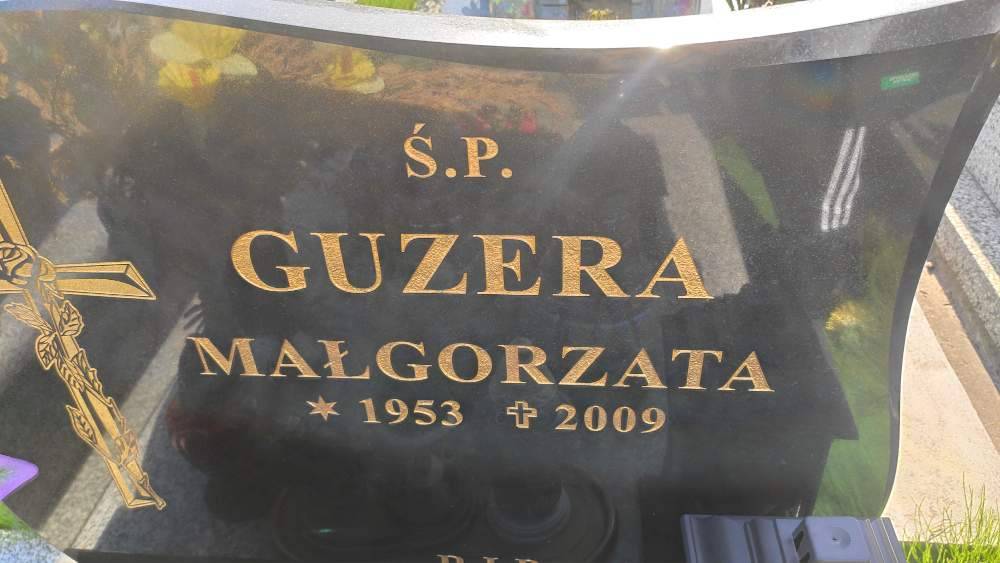 Ś.P.
GUZERA
MAŁGORZATA
* 1953 ✝ 2009
R.I.P.